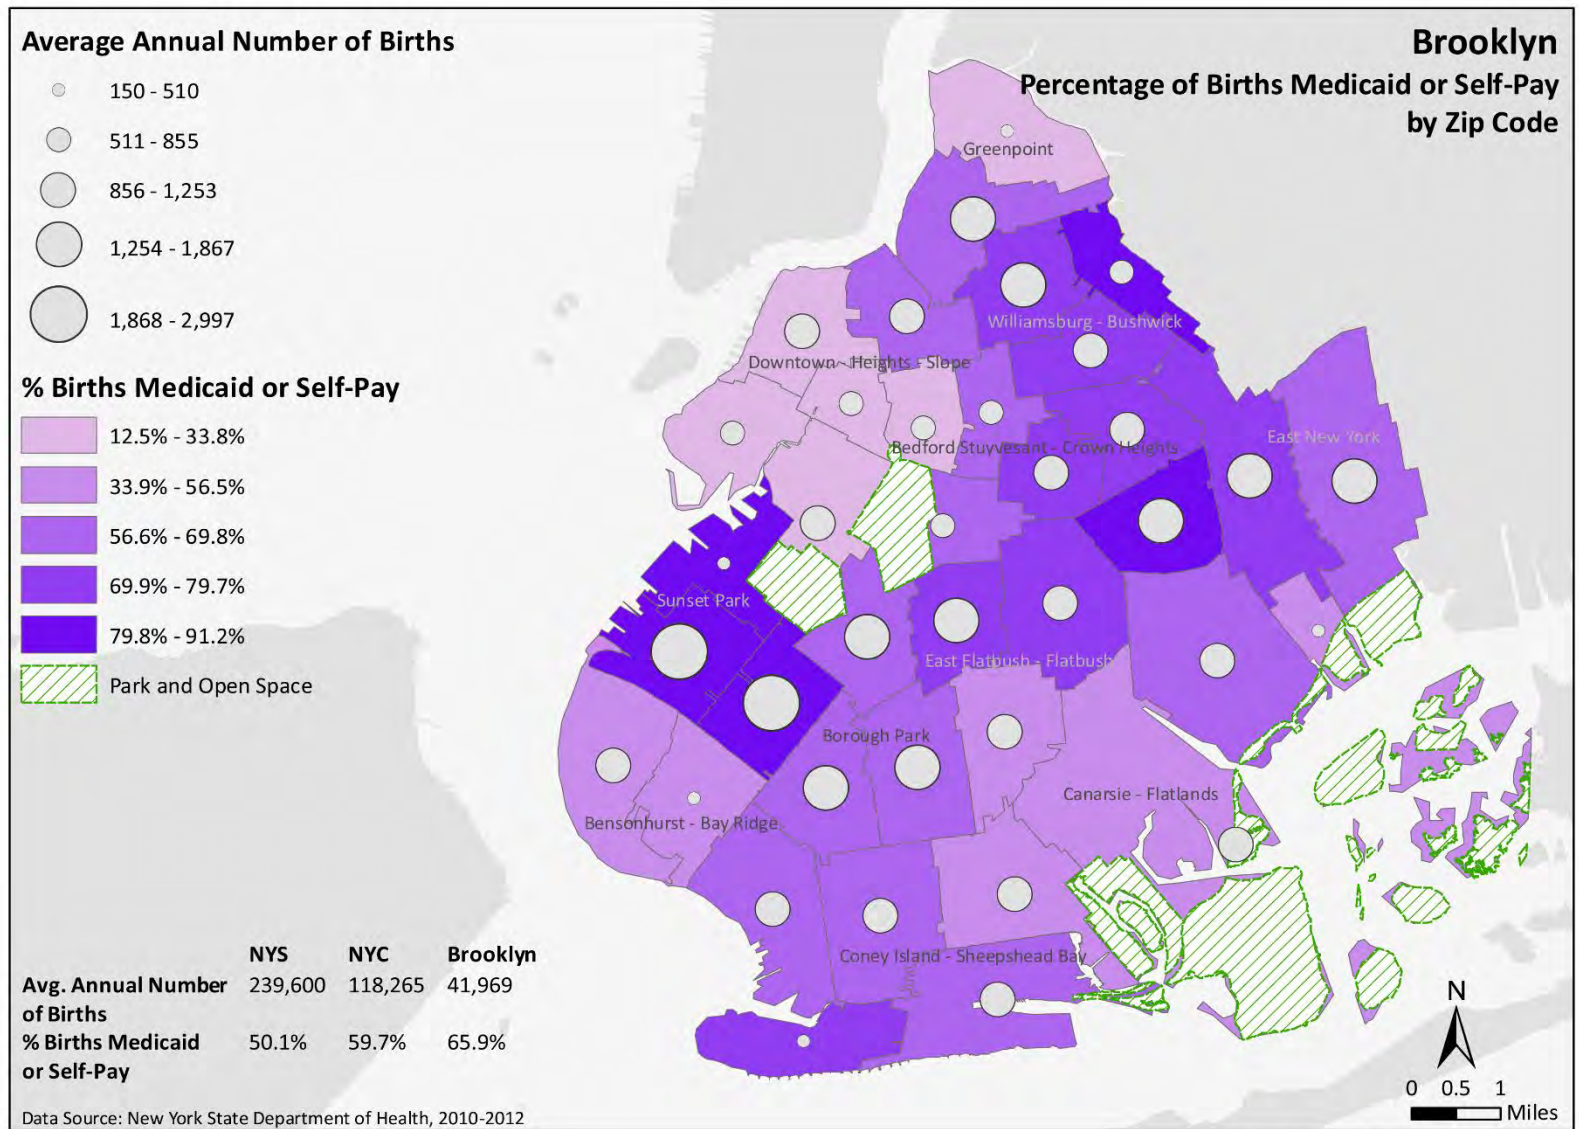 Average Annual Number of Births
150 - 510
511 - 855
856 - 1,253
1,254 - 1,867
1,868 - 2,997
% Births Medicaid or Self-Pay
12.5% - 33.8%
33.9% - 56.5%
56.6% - 69.8%
69.9% - 79.7%
79.8% - 91.2%
Park and Open Space
Brooklyn
Percentage of Births Medicaid or Self-Pay
by Zip Code
Greenpoint
Williamsburg - Bushwick
Downtown - Heights - Slope
East New York
Bedford Stuyvesant - Crown Heights
Sunset Park
East Flatbush - Flatbush
Borough Park
Canarsie - Flatlands
Bensonhurst - Bay Ridge
Coney Island - Sheepshead Bay
NYS NYC Brooklyn
Avg. Annual Number 239,600 118,265 41,969
of Births
% Births Medicaid 50.1% 59.7% 65.9%
or Self-Pay
Data Source: New York State Department of Health, 2010-2012
N
0 0.5 1
Miles